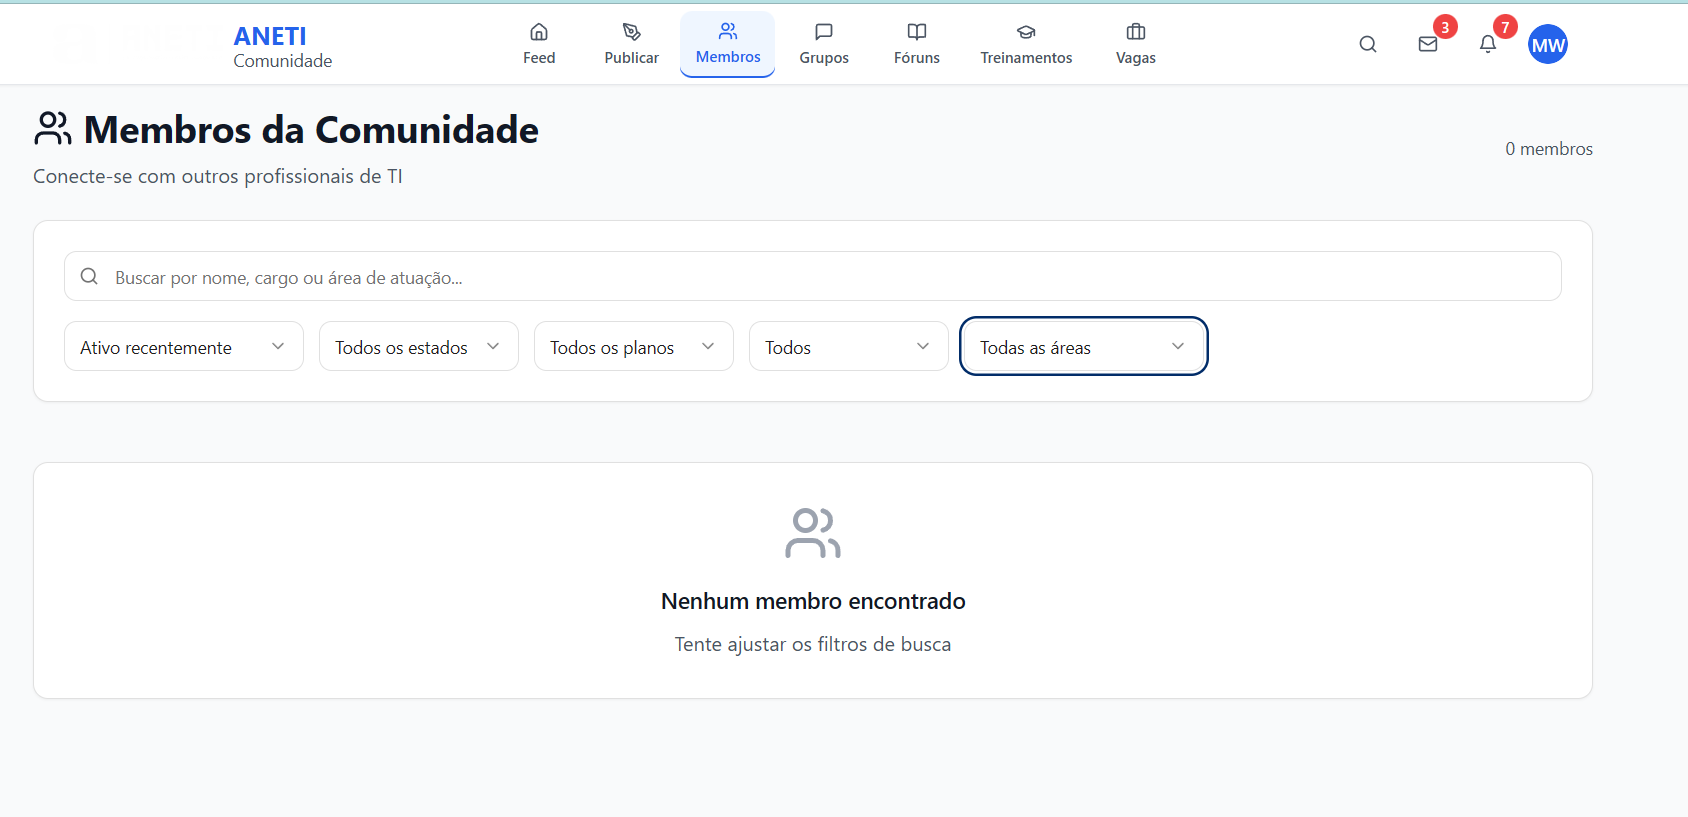 ANETI
Comunidade
Feed
Publicar
Membros
Grupos
Fóruns
Treinamentos
Vagas
3
7
MW
Membros da Comunidade
Conecte-se com outros profissionais de TI
0 membros
Buscar por nome, cargo ou área de atuação...
Ativo recentemente
Todos os estados
Todos os planos
Todos
Todas as áreas
Nenhum membro encontrado
Tente ajustar os filtros de busca